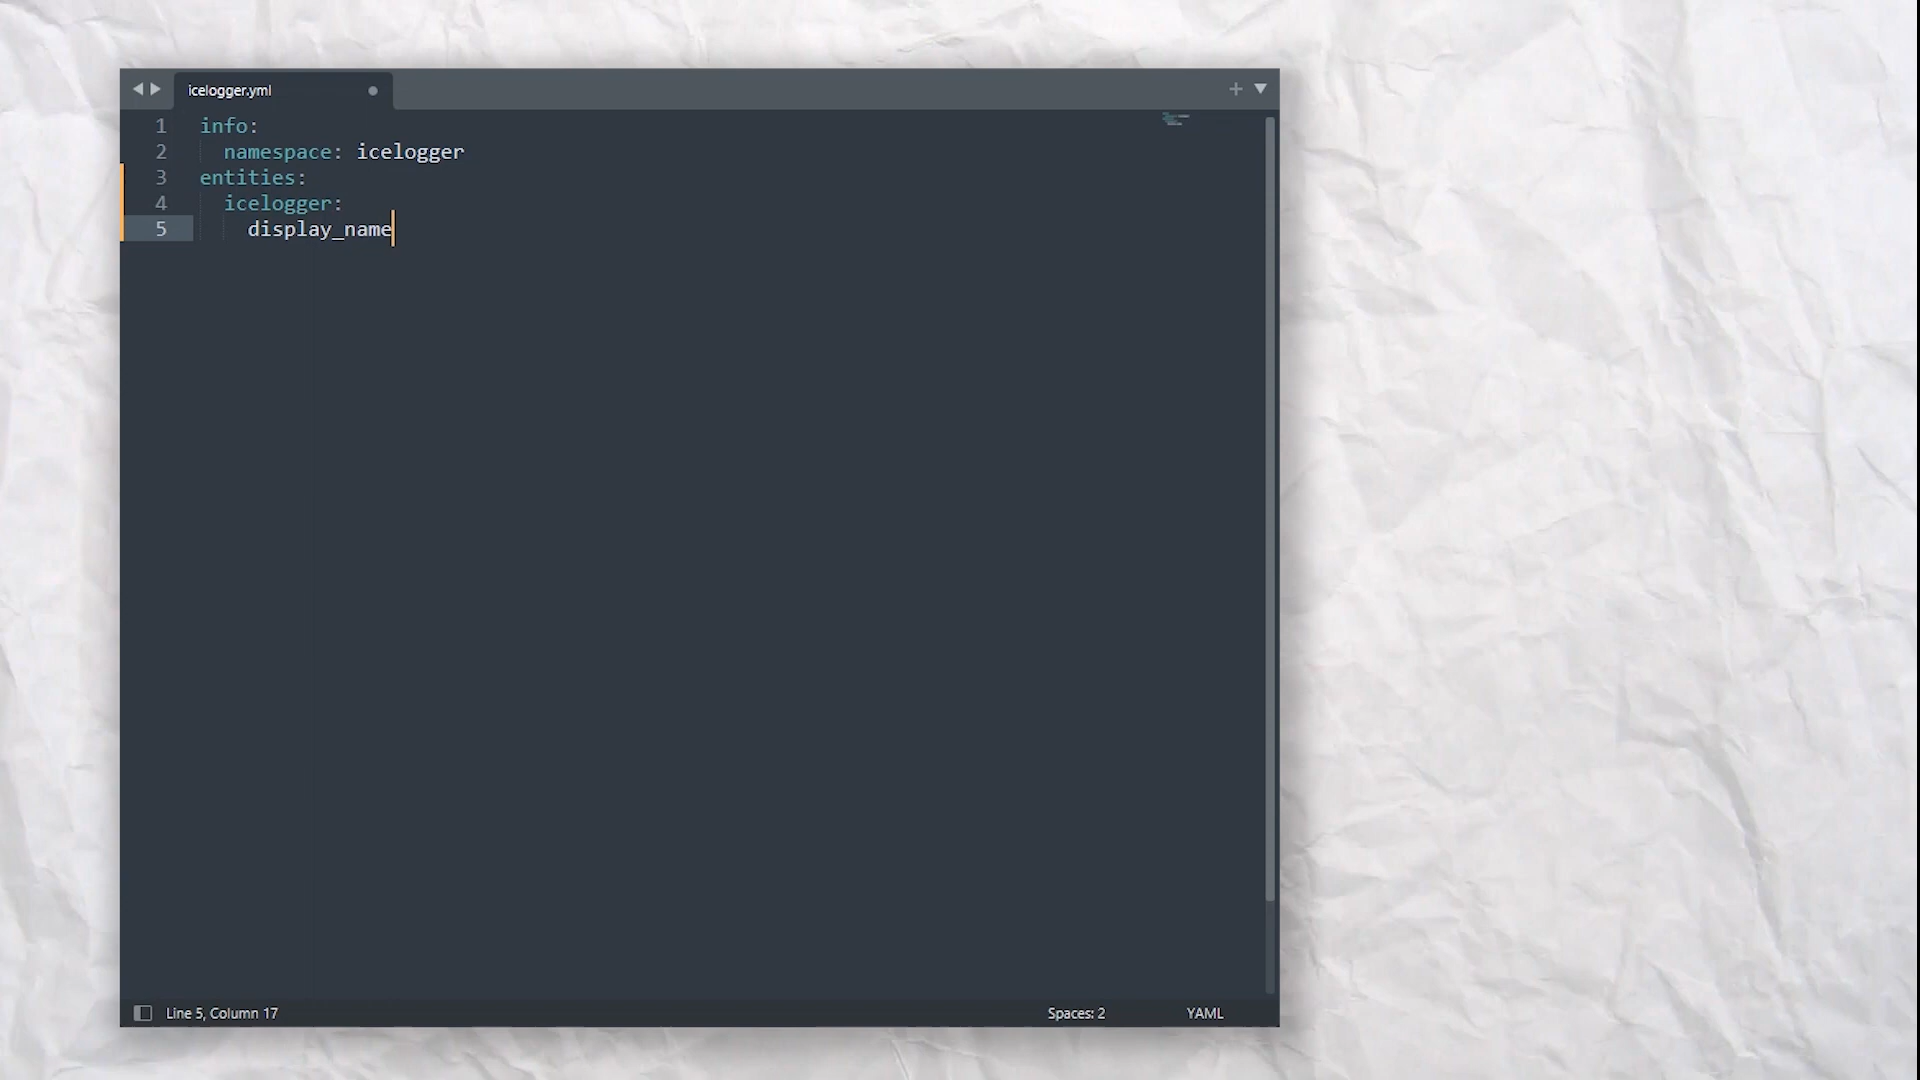 icelogger.yml
1 info:
2 namespace: icelogger
3 entities:
4 icelogger:
5 display_name
Line 5, Column 17
Spaces: 2
YAML